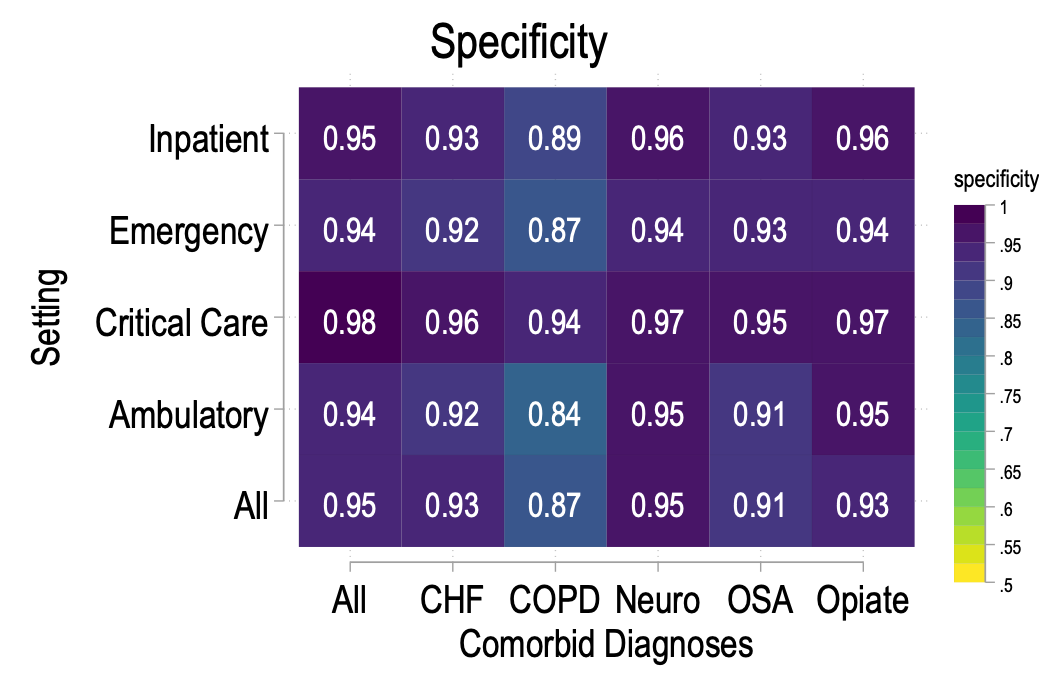 Specificity
Inpatient 0.95 0.93 0.89 0.96 0.93 0.96
Emergency 0.94 0.92 0.87 0.94 0.93 0.94
Critical Care 0.98 0.96 0.94 0.97 0.95 0.97
Ambulatory 0.94 0.92 0.84 0.95 0.91 0.95
All 0.95 0.93 0.87 0.95 0.91 0.93
Setting
All CHF COPD Neuro OSA Opiate
Comorbid Diagnoses
specificity
1
.95
.9
.85
.8
.75
.7
.65
.6
.55
.5